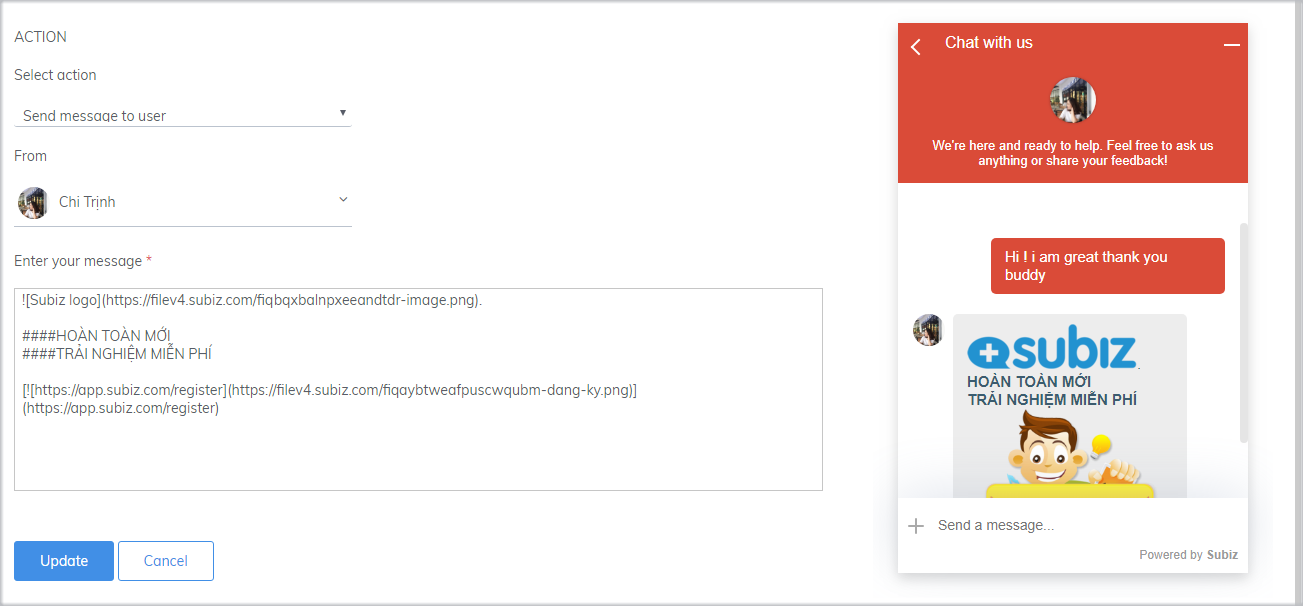 ACTION
Select action
Send message to user
From
Chi Trịnh
Enter your message *
![Subiz logo](https://filev4.subiz.com/fiqbqxbalnpxeeandtdr-image.png).
####HOÀN TOÀN MỚI
####TRẢI NGHIỆM MIỄN PHÍ
[![https://app.subiz.com/register](https://filev4.subiz.com/fiqaybtweafpuscwqubm-dang-ky.png)]
(https://app.subiz.com/register)
Update
Cancel
Chat with us
We're here and ready to help. Feel free to ask us
anything or share your feedback!
Hi ! i am great thank you
buddy
subiz.
HOÀN TOÀN MỚI
TRẢI NGHIỆM MIỄN PHÍ
Send a message...
Powered by Subiz